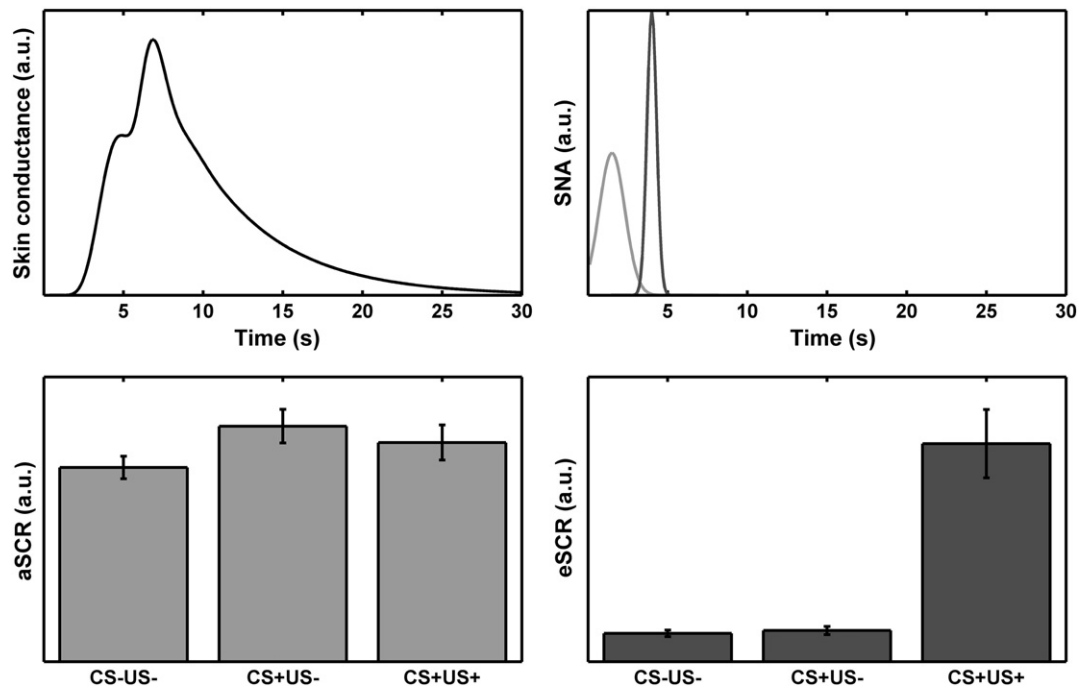 Skin conductance (a.u.)
5 10 15 20 25 30
Time (s)
SNA (a.u.)
5 10 15 20 25 30
Time (s)
aSCR (a.u.)
CS-US- CS+US- CS+US+
eSCR (a.u.)
CS-US- CS+US- CS+US+